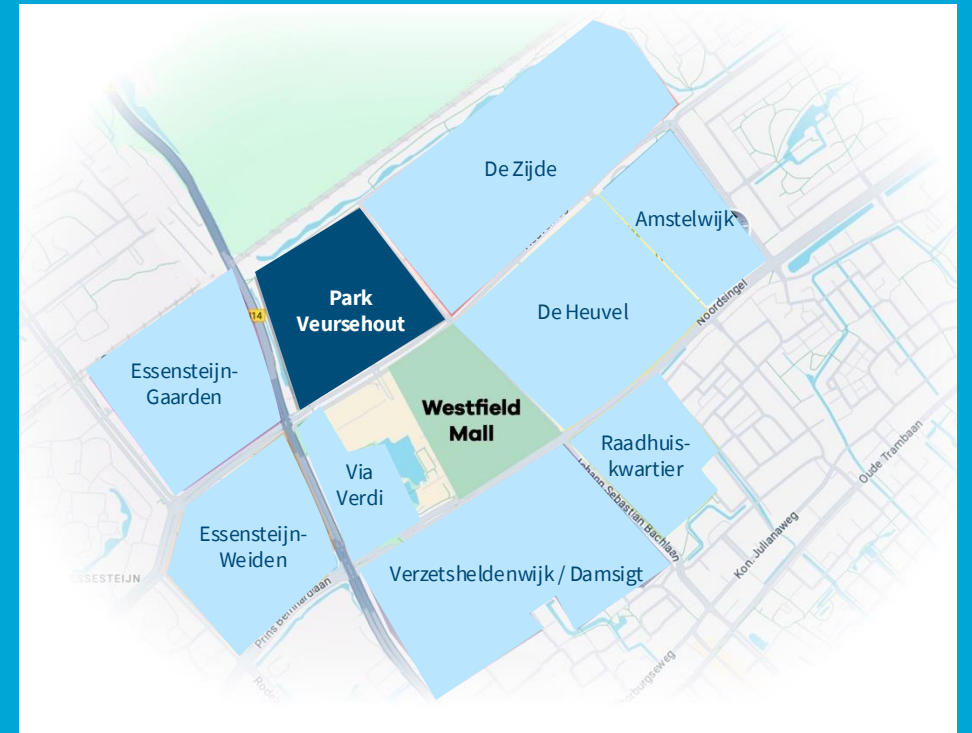 De Zijde
Amstelwijk
Park
Veursehout
De Heuvel
Noordsingel
14
Essensteijn-
Gaarden
Westfield
Mall
Raadhuis-
kwartier
Oude Trambaan
Via
Verdi
Johann Sebastian Bachlaan
Kon. Julianaweg
Essensteijn-
Weiden
Verzetsheldenwijk / Damsigt
ESSESTEIJN
Prins Bernhardlaan